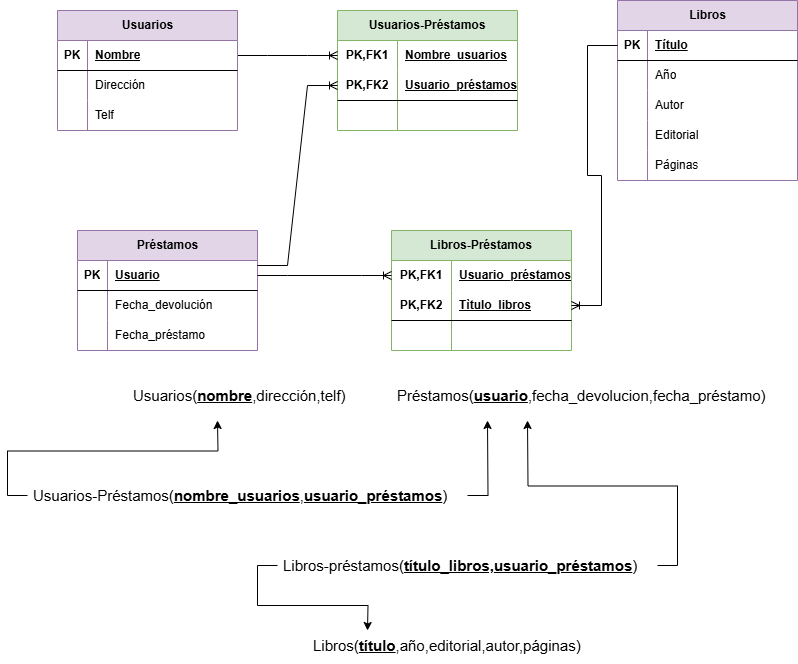 Usuarios
PK Nombre
Dirección
Telf
Usuarios-Préstamos
PK,FK1 Nombre_usuarios
PK,FK2 Usuario_préstamos
Libros
PK Título
Año
Autor
Editorial
Páginas
Préstamos
PK Usuario
Fecha_devolución
Fecha_préstamo
Libros-Préstamos
PK,FK1 Usuario_préstamos
PK,FK2 Titulo_libros
Usuarios(nombre,dirección,telf)
Préstamos(usuario,fecha_devolucion,fecha_préstamo)
Usuarios-Préstamos(nombre_usuarios,usuario_préstamos)
Libros-préstamos(título_libros,usuario_préstamos)
Libros(título,año,editorial,autor,páginas)